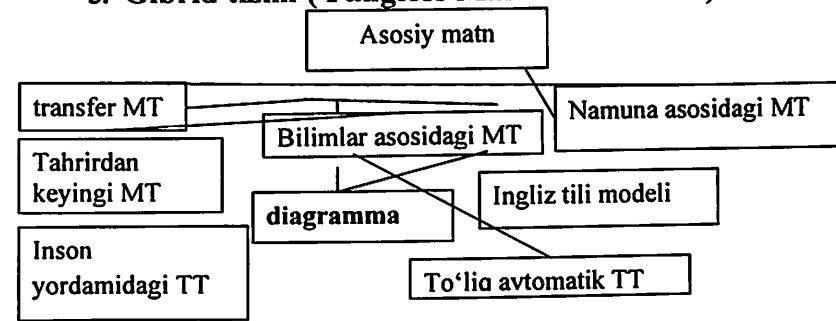 Asosiy matn
transfer MT
Namuna asosidagi MT
Bilimlar asosidagi MT
Tahrirdan
keyingi MT
Ingliz tili modeli
diagramma
Inson
yordamidagi TT
To‘liq avtomatik TT